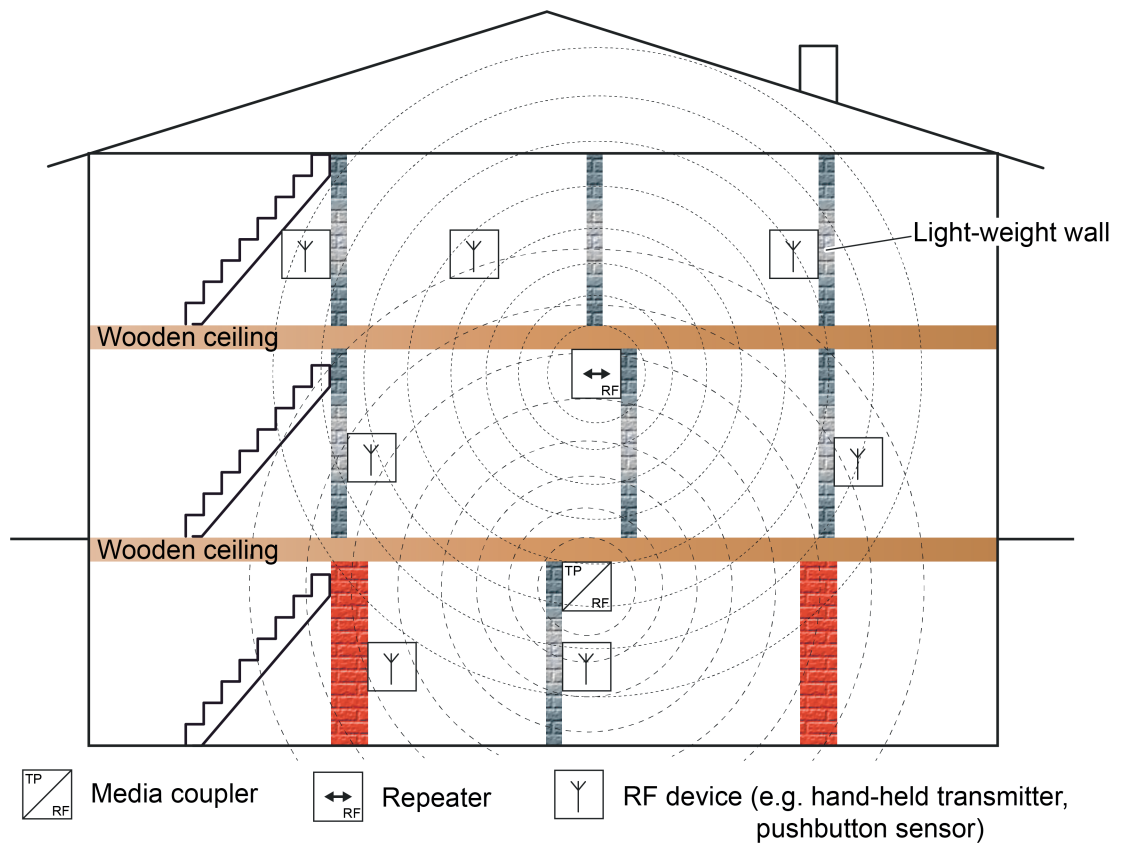 Light-weight wall
Wooden ceiling
RF
Wooden ceiling
TP
RF
TP
RF
Media coupler
RF
Repeater
RF device (e.g. hand-held transmitter,
pushbutton sensor)